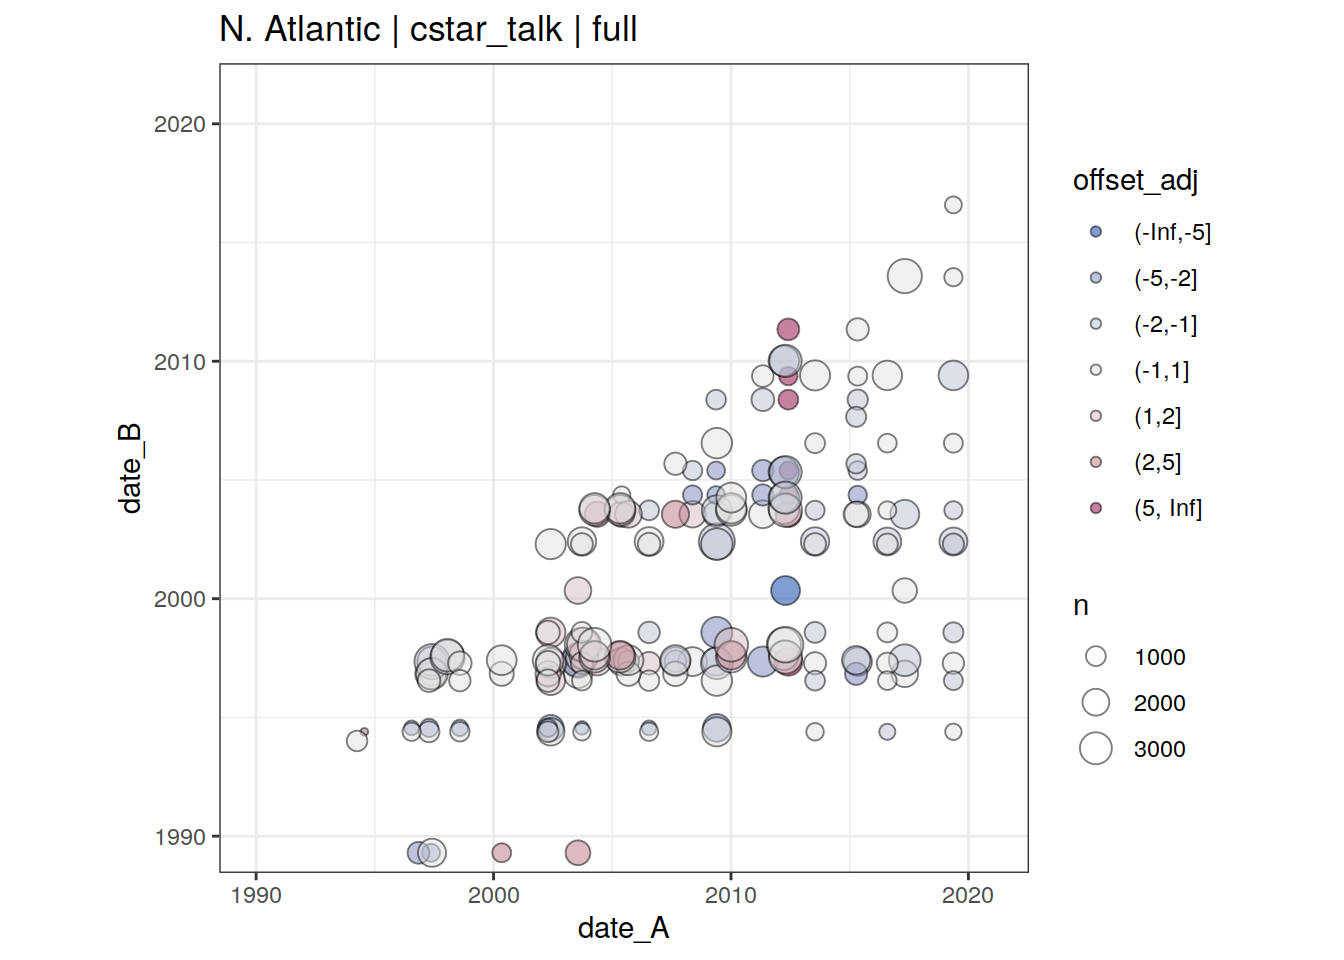 N. Atlantic | cstar_talk | full
2020
2010
2000
1990
date_B
1990
2000
2010
2020
date_A
offset_adj
(-Inf,-5]
(-5,-2]
(-2,-1]
(-1,1]
(1,2]
(2,5]
(5, Inf]
n
1000
2000
3000